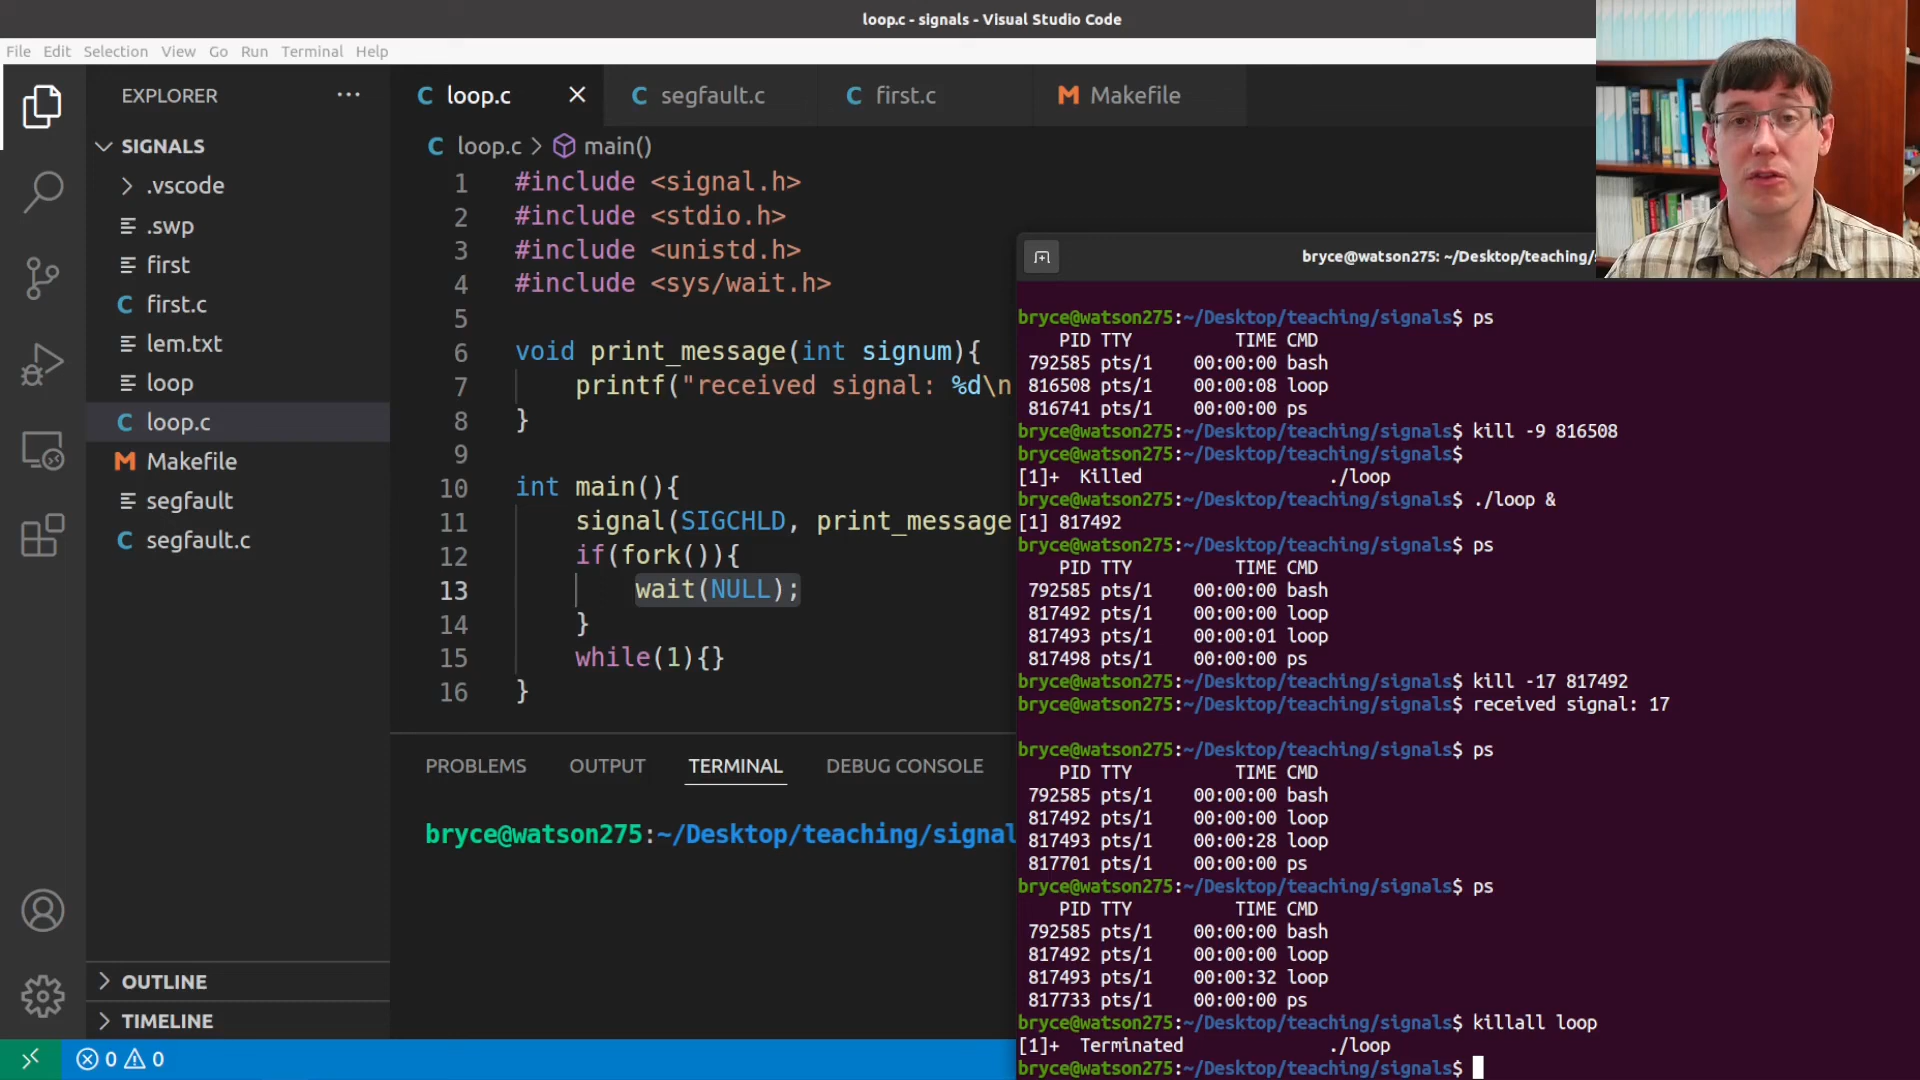 loop.c - signals - Visual Studio Code
File Edit Selection View Go Run Terminal Help
EXPLORER
SIGNALS
.vscode
.swp
first
first.c
lem.txt
loop
loop.c
Makefile
segfault
segfault.c
OUTLINE
TIMELINE
0 0
loop.c segfault.c first.c Makefile
loop.c > main()
1 #include <signal.h>
2 #include <stdio.h>
3 #include <unistd.h>
4 #include <sys/wait.h>
5
6 void print_message(int signum){
7 printf("received signal: %d\n
8 }
9
10 int main(){
11 signal(SIGCHLD, print_message
12 if(fork()){
13 wait(NULL);
14 }
15 while(1){}
16 }
PROBLEMS OUTPUT TERMINAL DEBUG CONSOLE
bryce@watson275:~/Desktop/teaching/signal
bryce@watson275: ~/Desktop/teaching/
bryce@watson275:~/Desktop/teaching/signals$ ps
PID TTY TIME CMD
792585 pts/1 00:00:00 bash
816508 pts/1 00:00:08 loop
816741 pts/1 00:00:00 ps
bryce@watson275:~/Desktop/teaching/signals$ kill -9 816508
bryce@watson275:~/Desktop/teaching/signals$
[1]+ Killed ./loop
bryce@watson275:~/Desktop/teaching/signals$ ./loop &
[1] 817492
bryce@watson275:~/Desktop/teaching/signals$ ps
PID TTY TIME CMD
792585 pts/1 00:00:00 bash
817492 pts/1 00:00:00 loop
817493 pts/1 00:00:01 loop
817498 pts/1 00:00:00 ps
bryce@watson275:~/Desktop/teaching/signals$ kill -17 817492
bryce@watson275:~/Desktop/teaching/signals$ received signal: 17
bryce@watson275:~/Desktop/teaching/signals$ ps
PID TTY TIME CMD
792585 pts/1 00:00:00 bash
817492 pts/1 00:00:00 loop
817493 pts/1 00:00:28 loop
817701 pts/1 00:00:00 ps
bryce@watson275:~/Desktop/teaching/signals$ ps
PID TTY TIME CMD
792585 pts/1 00:00:00 bash
817492 pts/1 00:00:00 loop
817493 pts/1 00:00:32 loop
817733 pts/1 00:00:00 ps
bryce@watson275:~/Desktop/teaching/signals$ killall loop
[1]+ Terminated ./loop
bryce@watson275:~/Desktop/teaching/signals$